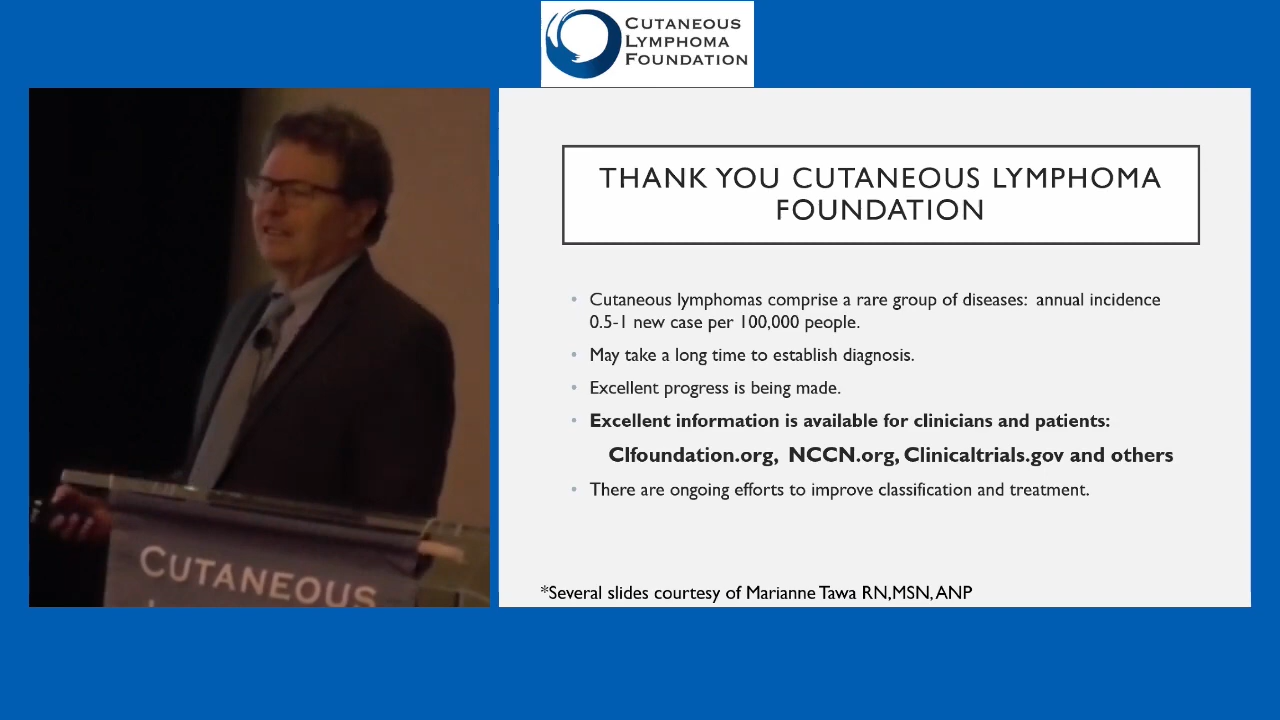 CUTANEOUS
LYMPHOMA
FOUNDATION
THANK YOU CUTANEOUS LYMPHOMA
FOUNDATION
• Cutaneous lymphomas comprise a rare group of diseases: annual incidence
0.5-1 new case per 100,000 people.
• May take a long time to establish diagnosis.
• Excellent progress is being made.
• Excellent information is available for clinicians and patients:
Clfoundation.org, NCCN.org, Clinicaltrials.gov and others
• There are ongoing efforts to improve classification and treatment.
*Several slides courtesy of Marianne Tawa RN,MSN,ANP
CUTANEOUS